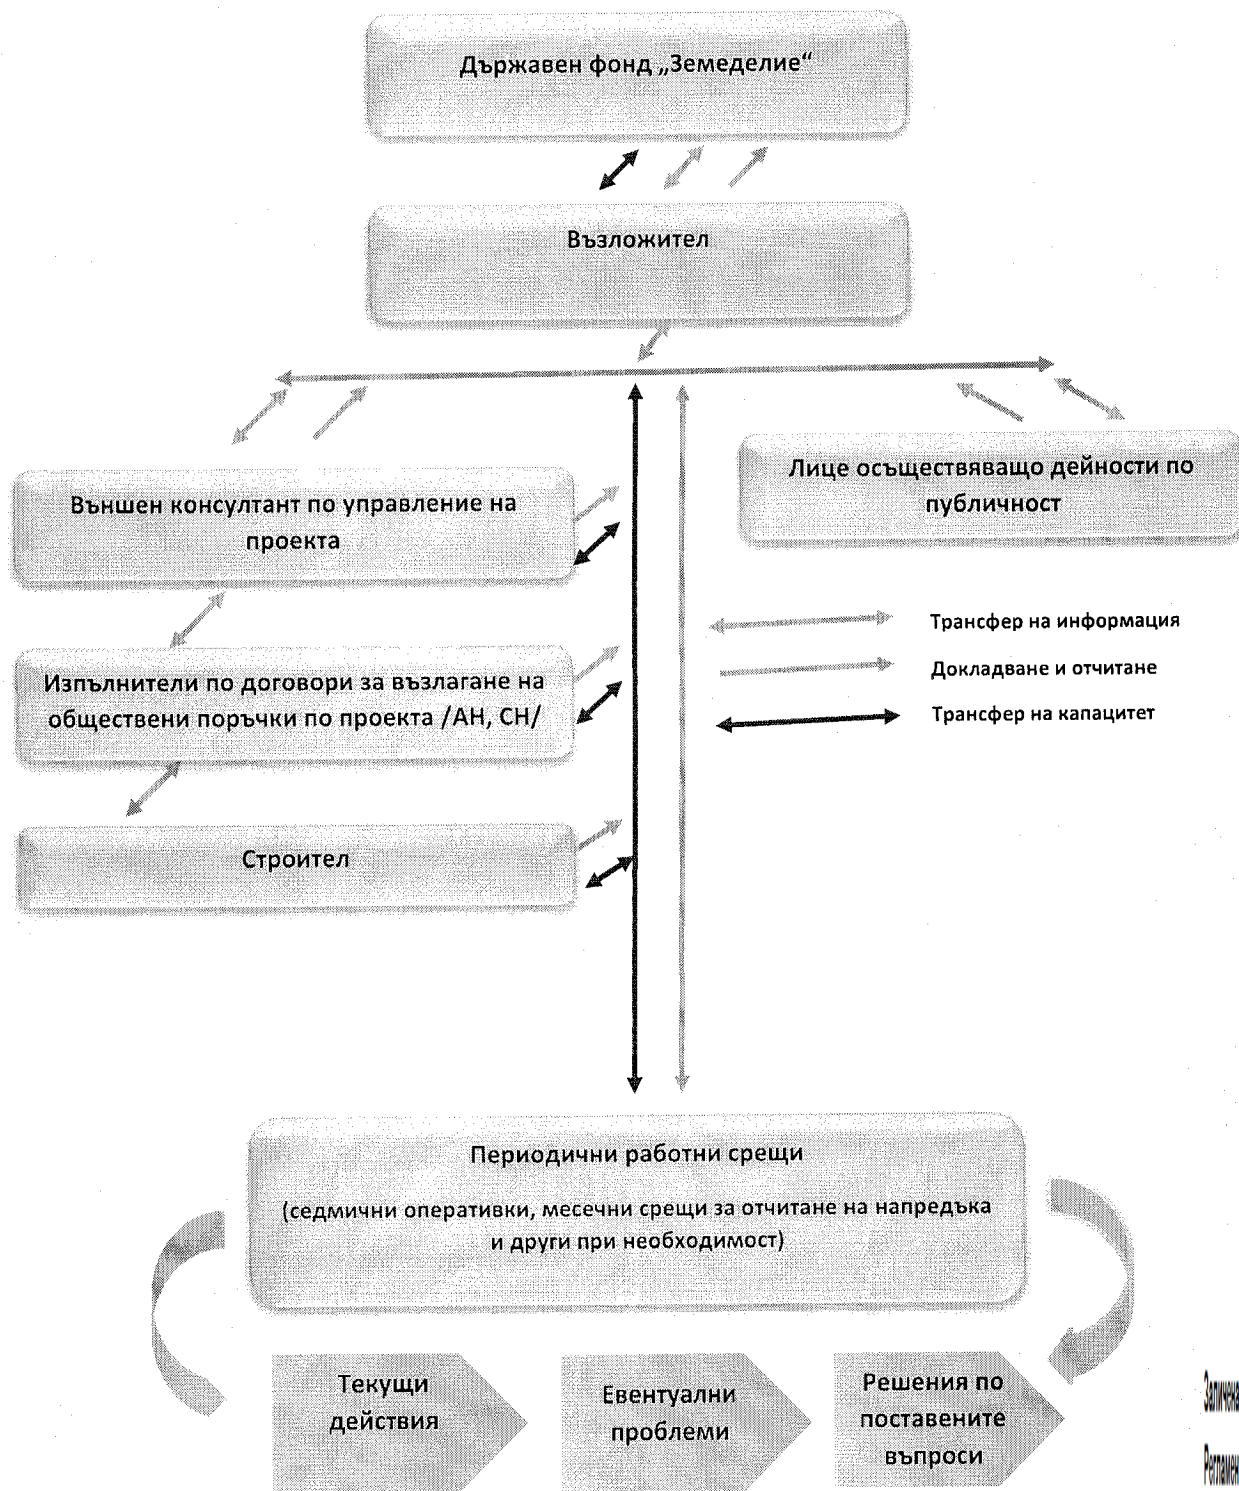 Държавен фонд „Земеделие“
Възложител
Външен консултант по управление на
проекта
Лице осъществяващо дейности по
публичност
Изпълнители по договори за възлагане на
обществени поръчки по проекта /АН, СН/
Строител
Трансфер на информация
Докладване и отчитане
Трансфер на капацитет
Периодични работни срещи
(седмични оперативки, месечни срещи за отчитане на напредъка
и други при необходимост)
Текущи
действия
Евентуални
проблеми
Решения по
поставените
въпроси
Заличена
Регламен